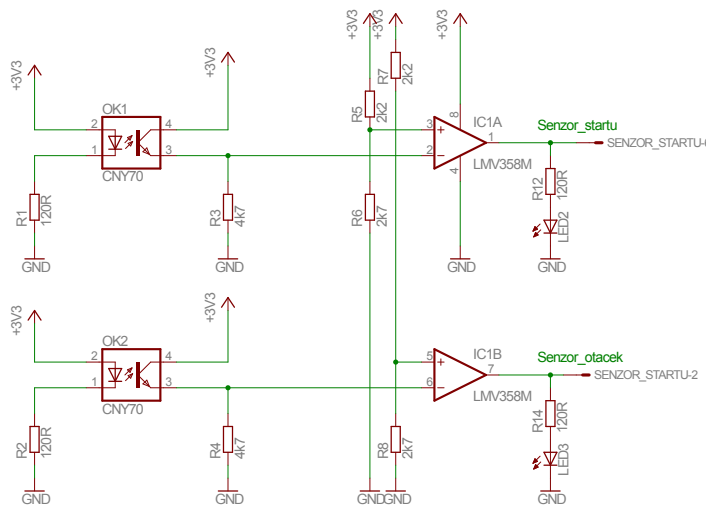 +3V3
+3V3
+3V3
+3V3
+3V3
OK1
2
4
1
3
CNY70
R1
120R
GND
R3
4k7
GND
R5
2k2
R7
2k2
R6
2k7
IC1A
3
2
8
1
4
LMV358M
GND
Senzor_startu
SENZOR_STARTU-
R12
120R
LED2
GND
+3V3
+3V3
OK2
2
4
1
3
CNY70
R2
120R
GND
R4
4k7
GND
R8
2k7
GND
GND
IC1B
5
6
7
LMV358M
Senzor_otacek
SENZOR_STARTU-2
R14
120R
LED3
GND